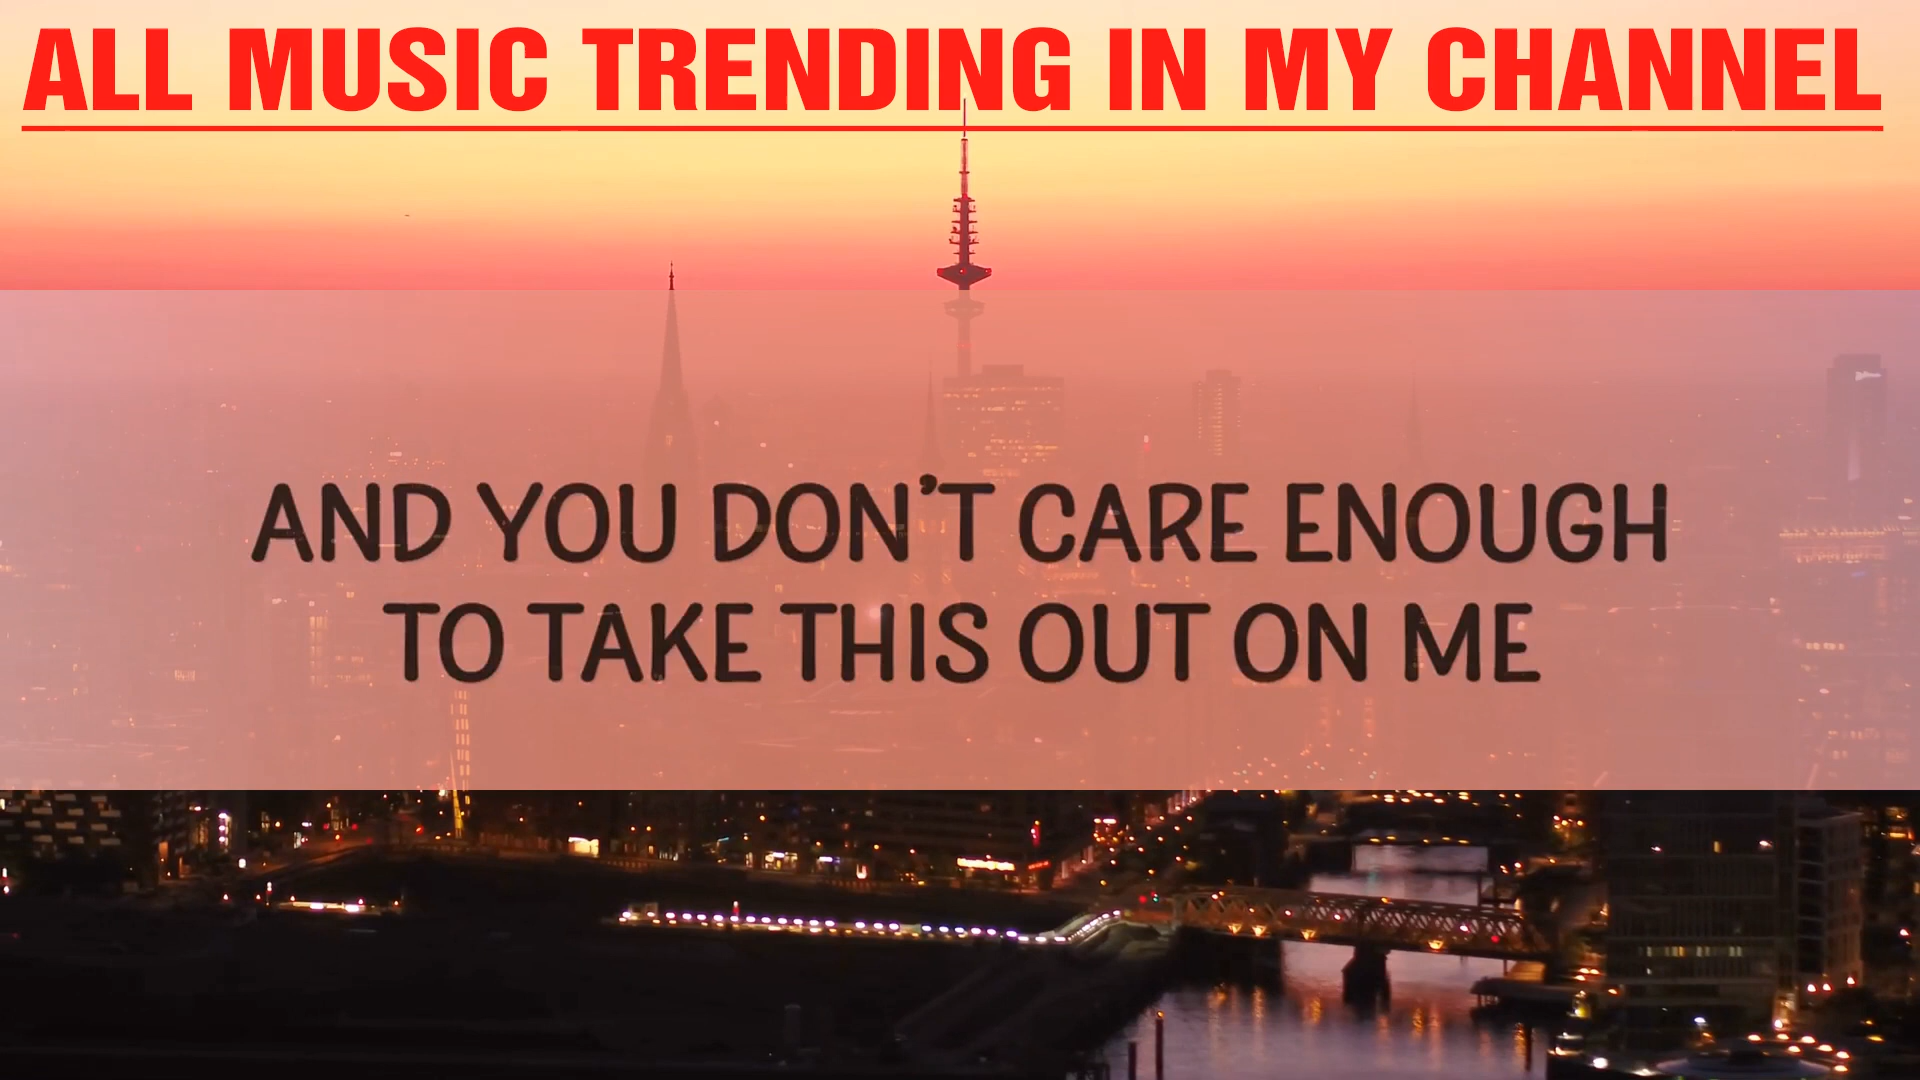 ALL MUSIC TRENDING IN MY CHANNEL
AND YOU DON'T CARE ENOUGH
TO TAKE THIS OUT ON ME